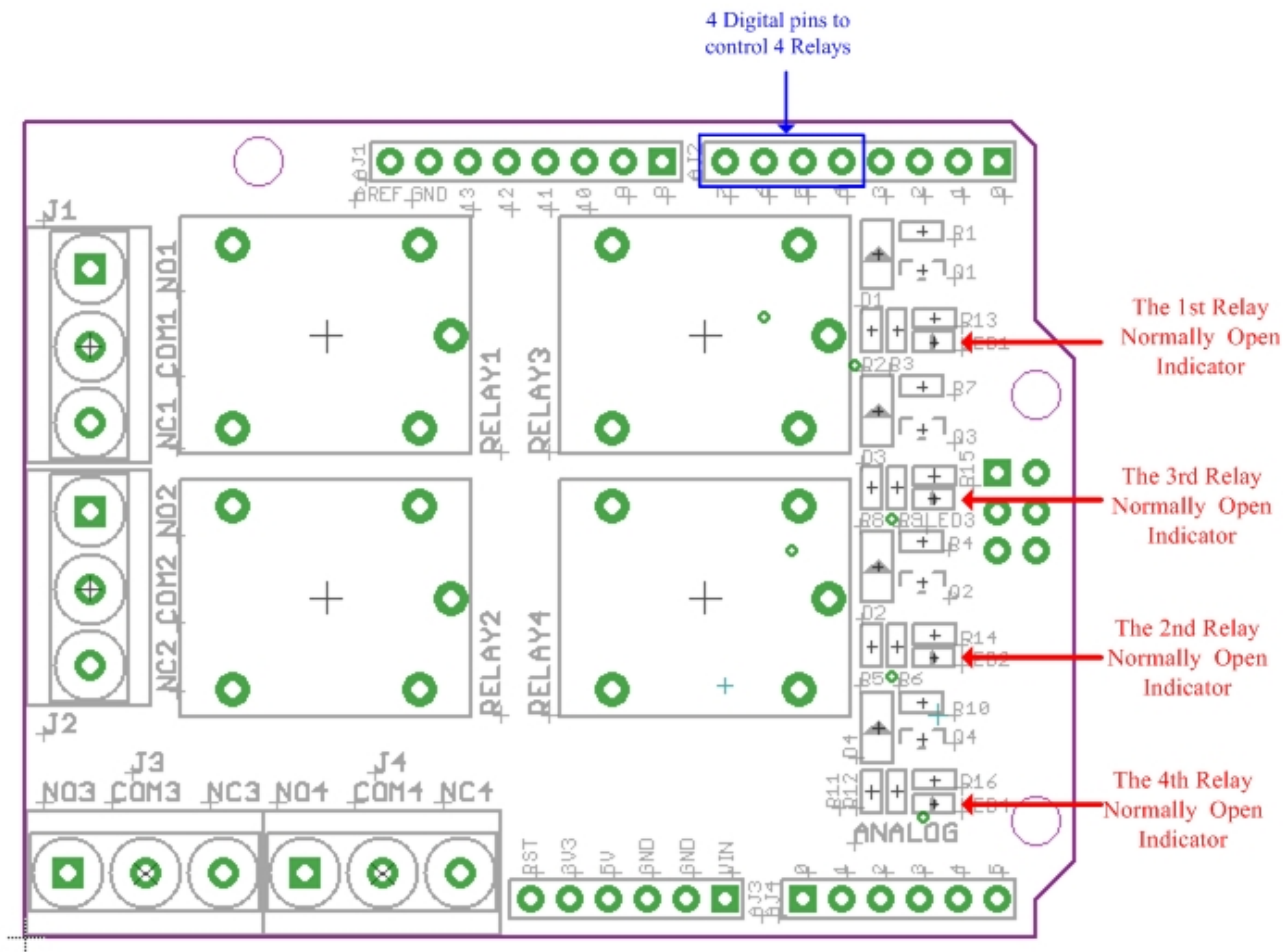 4 Digital pins to
control 4 Relays
AJ1
AREF GND 13 12 11 10 9 8
AJ2
7 6 5 4 3 2 1 0
J1
NO1
COM1
NC1
RELAY1
RELAY3
R1
Q1
D1
R13
LED1
R2 R3
R7
Q3
D3
R15
R8 R9 LED3
R4
Q2
D2
R14
LED2
R5 R6
R10
Q4
D4
R16
LED4
R11
R12
The 1st Relay
Normally Open
Indicator
The 3rd Relay
Normally Open
Indicator
The 2nd Relay
Normally Open
Indicator
The 4th Relay
Normally Open
Indicator
NO2
COM2
NC2
RELAY2
RELAY4
J2
J3
NO3 COM3 NC3
J4
NO4 COM4 NC4
RST 3V3 5V GND GND VIN
AJ3
AJ4
ANALOG
0 1 2 3 4 5